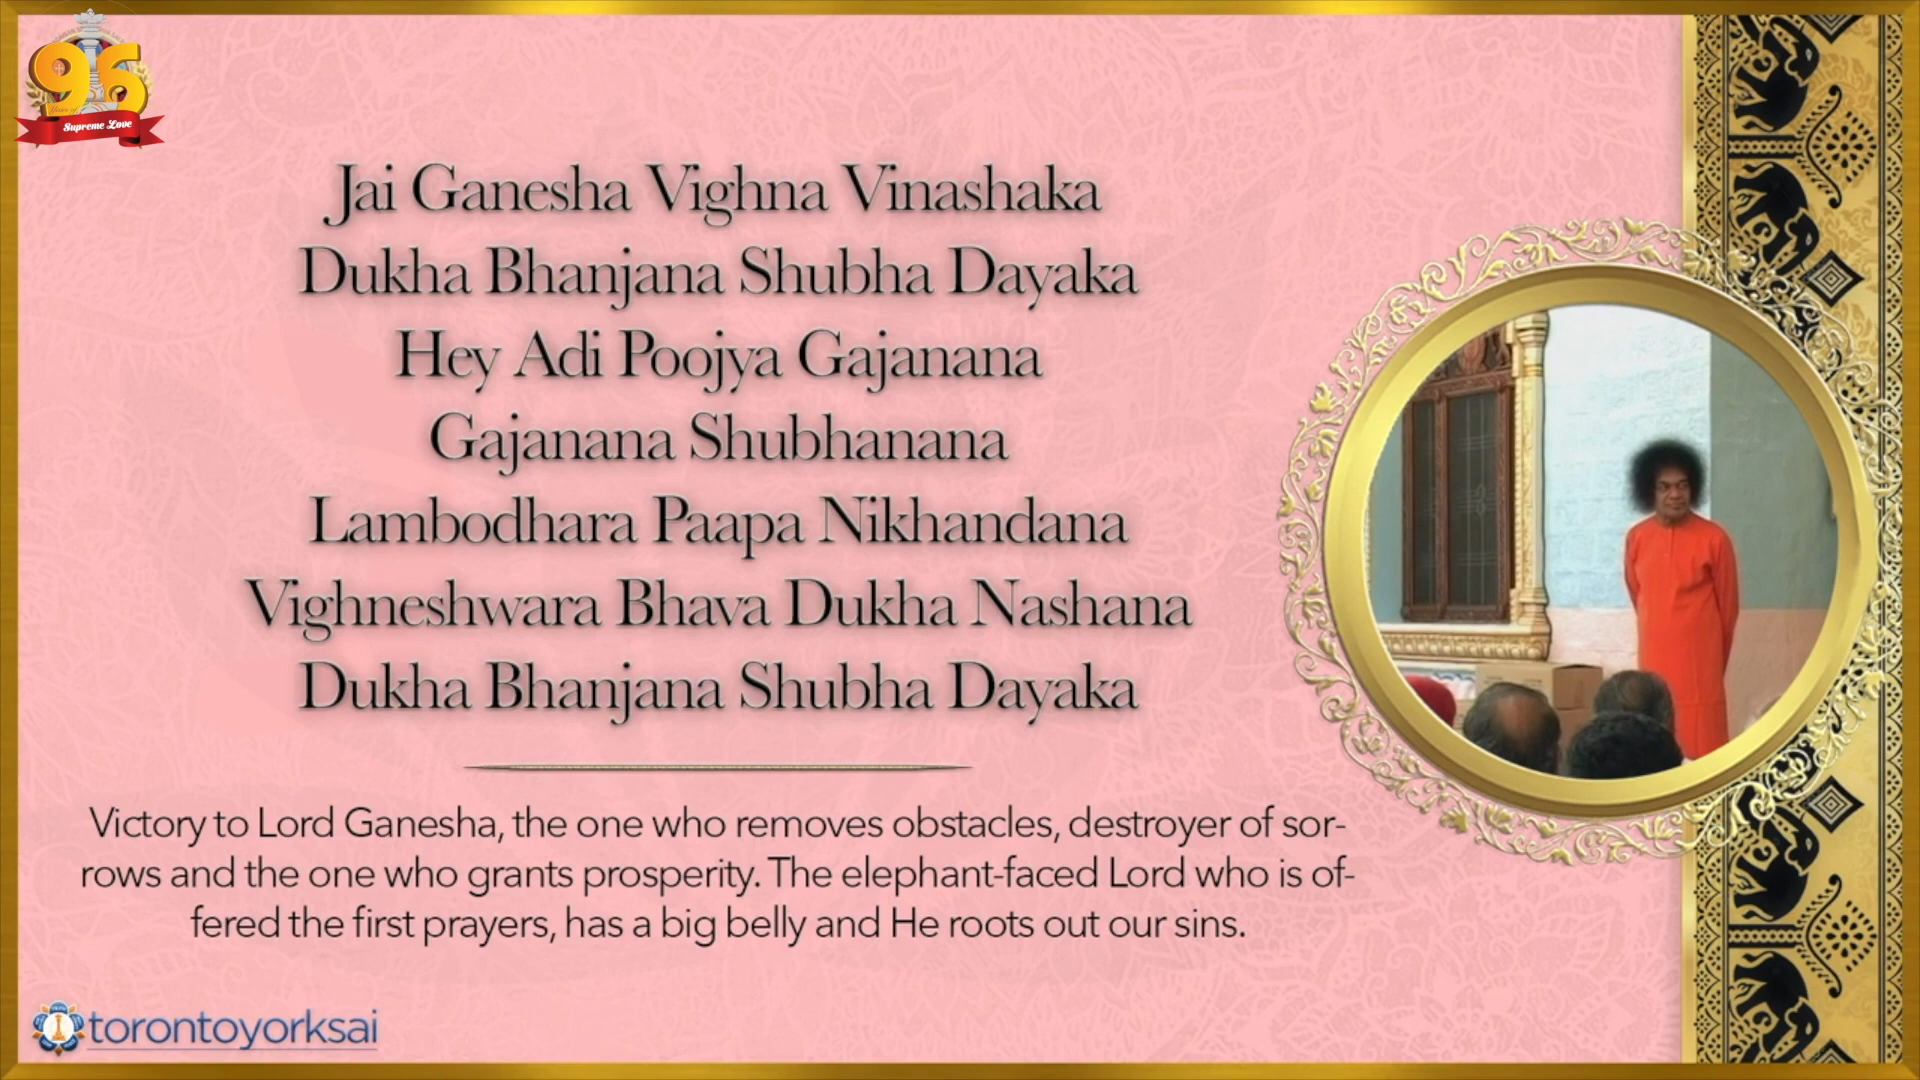 96
Years of
Supreme Love
Jai Ganesha Vighna Vinashaka
Dukha Bhanjana Shubha Dayaka
Hey Adi Poojya Gajanana
Gajanana Shubhanana
Lambodhara Paapa Nikhandana
Vighneshwara Bhava Dukha Nashana
Dukha Bhanjana Shubha Dayaka
Victory to Lord Ganesha, the one who removes obstacles, destroyer of sor-
rows and the one who grants prosperity. The elephant-faced Lord who is of-
fered the first prayers, has a big belly and He roots out our sins.
torontoyorksai